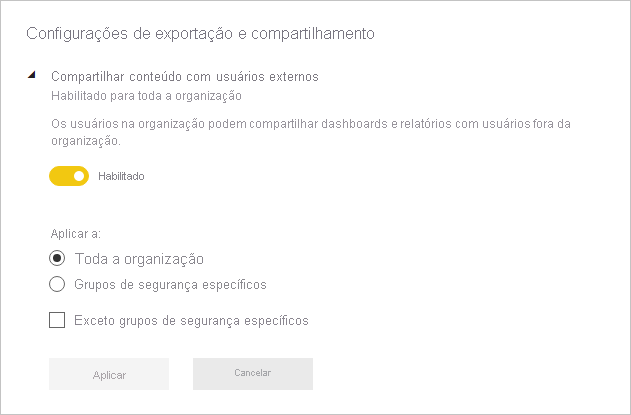 Configurações de exportação e compartilhamento
Compartilhar conteúdo com usuários externos
Habilitado para toda a organização
Os usuários na organização podem compartilhar dashboards e relatórios com usuários fora da
organização.
Habilitado
Aplicar a:
Toda a organização
Grupos de segurança específicos
Exceto grupos de segurança específicos
Aplicar
Cancelar